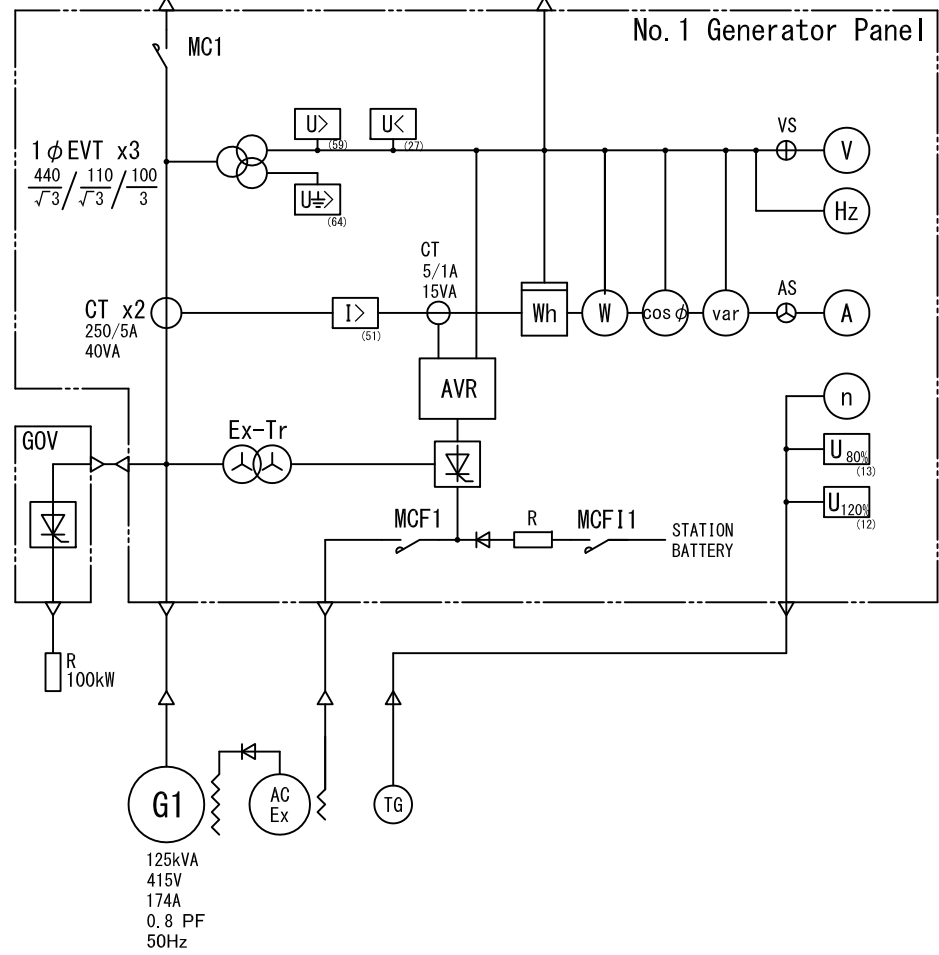 No.1 Generator Panel
MC1
U>
(59)
U<
(27)
VS
V
1φEVT x3
440/√3 / 110/√3 / 100/3
U⏚>
(64)
Hz
CT
5/1A
15VA
CT x2
250/5A
40VA
I>
(51)
Wh
W
cosφ
var
AS
A
AVR
n
GOV
Ex-Tr
U 80%
(13)
U 120%
(12)
MCF1
R
MCFI1
STATION
BATTERY
R
100kW
G1
AC
Ex
TG
125kVA
415V
174A
0.8 PF
50Hz